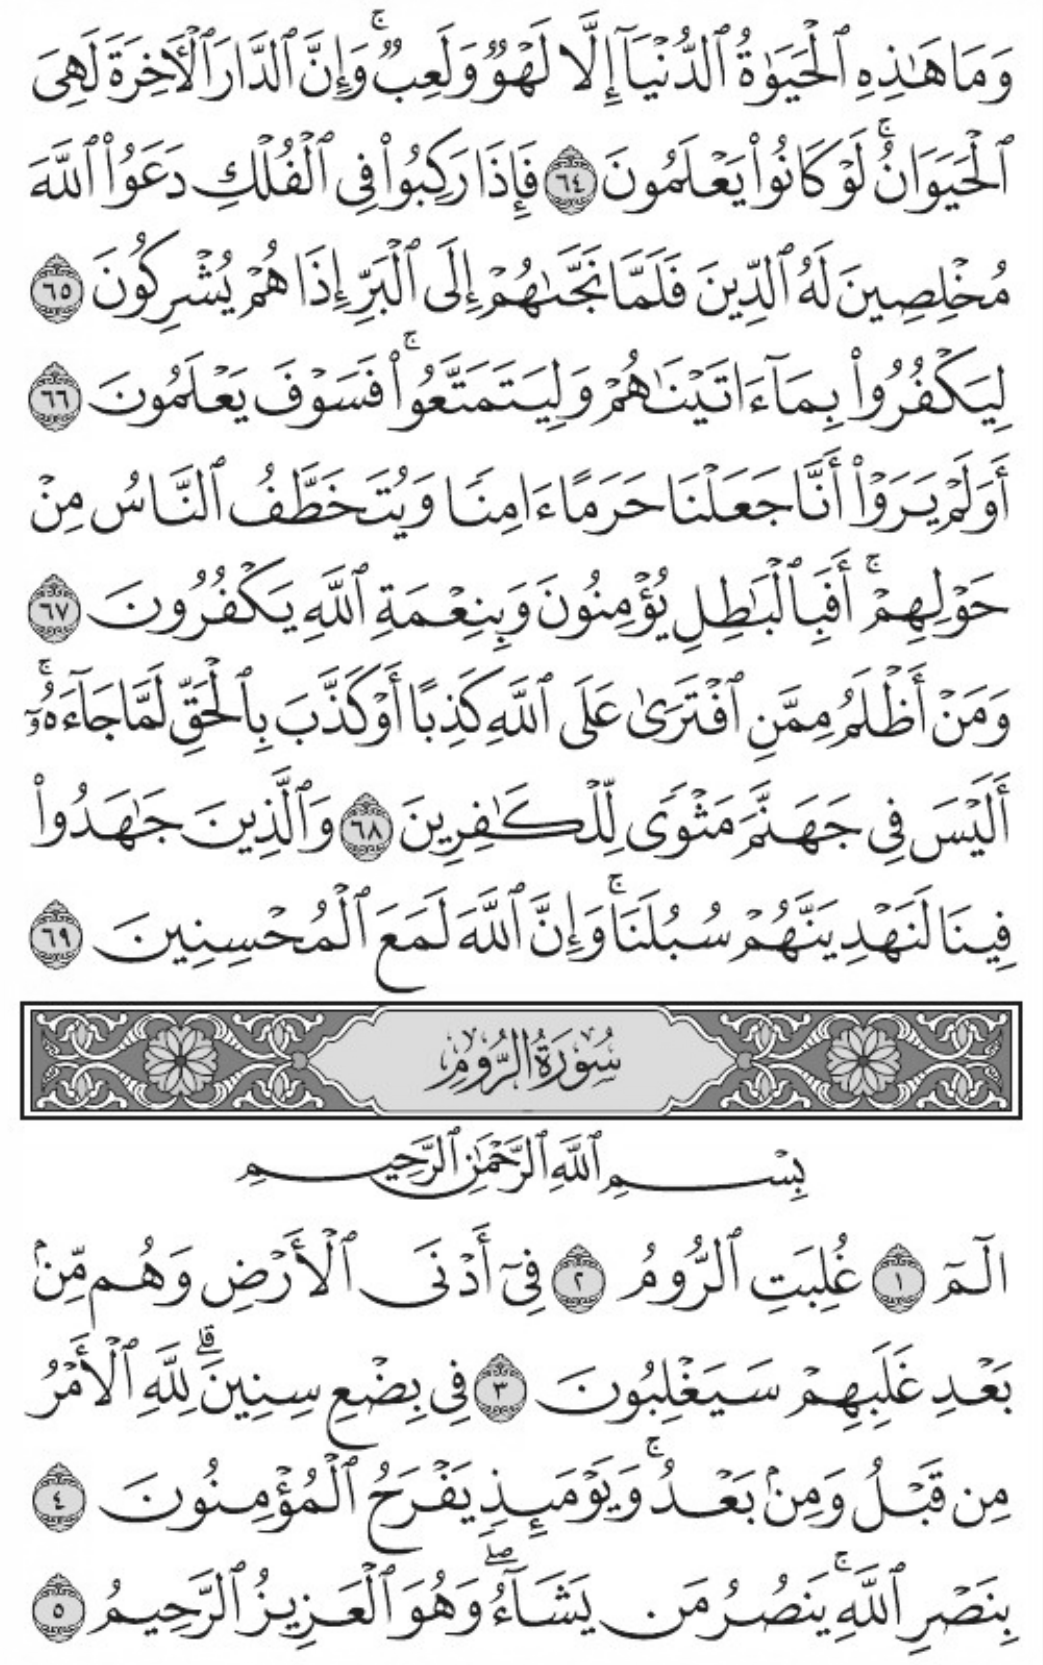 وَمَا هَٰذِهِ ٱلْحَيَوٰةُ ٱلدُّنْيَآ إِلَّا لَهْوٌ وَلَعِبٌ ۚ وَإِنَّ ٱلدَّارَ ٱلْأَخِرَةَ لَهِىَ
ٱلْحَيَوَانُ ۚ لَوْ كَانُوا۟ يَعْلَمُونَ ٦٤ فَإِذَا رَكِبُوا۟ فِى ٱلْفُلْكِ دَعَوُا۟ ٱللَّهَ
مُخْلِصِينَ لَهُ ٱلدِّينَ فَلَمَّا نَجَّىٰهُمْ إِلَى ٱلْبَرِّ إِذَا هُمْ يُشْرِكُونَ ٦٥
لِيَكْفُرُوا۟ بِمَآ ءَاتَيْنَٰهُمْ وَلِيَتَمَتَّعُوا۟ ۚ فَسَوْفَ يَعْلَمُونَ ٦٦
أَوَلَمْ يَرَوْا۟ أَنَّا جَعَلْنَا حَرَمًا ءَامِنًا وَيُتَخَطَّفُ ٱلنَّاسُ مِنْ
حَوْلِهِمْ ۚ أَفَبِٱلْبَٰطِلِ يُؤْمِنُونَ وَبِنِعْمَةِ ٱللَّهِ يَكْفُرُونَ ٦٧
وَمَنْ أَظْلَمُ مِمَّنِ ٱفْتَرَىٰ عَلَى ٱللَّهِ كَذِبًا أَوْ كَذَّبَ بِٱلْحَقِّ لَمَّا جَآءَهُۥٓ ۚ
أَلَيْسَ فِى جَهَنَّمَ مَثْوًى لِّلْكَٰفِرِينَ ٦٨ وَٱلَّذِينَ جَٰهَدُوا۟
فِينَا لَنَهْدِيَنَّهُمْ سُبُلَنَا ۚ وَإِنَّ ٱللَّهَ لَمَعَ ٱلْمُحْسِنِينَ ٦٩
سُورَةُ الرُّومِ
بِسْمِ ٱللَّهِ ٱلرَّحْمَٰنِ ٱلرَّحِيمِ
الٓمٓ ١ غُلِبَتِ ٱلرُّومُ ٢ فِىٓ أَدْنَى ٱلْأَرْضِ وَهُم مِّنۢ
بَعْدِ غَلَبِهِمْ سَيَغْلِبُونَ ٣ فِى بِضْعِ سِنِينَ ۗ لِلَّهِ ٱلْأَمْرُ
مِن قَبْلُ وَمِنۢ بَعْدُ ۚ وَيَوْمَئِذٍ يَفْرَحُ ٱلْمُؤْمِنُونَ ٤
بِنَصْرِ ٱللَّهِ ۚ يَنصُرُ مَن يَشَآءُ ۖ وَهُوَ ٱلْعَزِيزُ ٱلرَّحِيمُ ٥